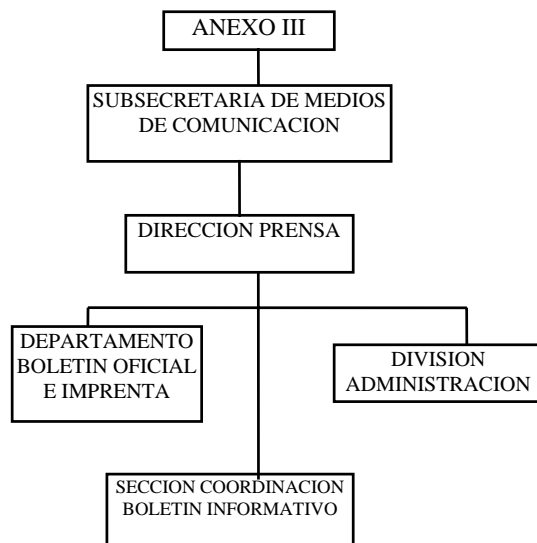 ANEXO III
SUBSECRETARIA DE MEDIOS
DE COMUNICACION
DIRECCION PRENSA
DEPARTAMENTO
BOLETIN OFICIAL
E IMPRENTA
DIVISION
ADMINISTRACION
SECCION COORDINACION
BOLETIN INFORMATIVO